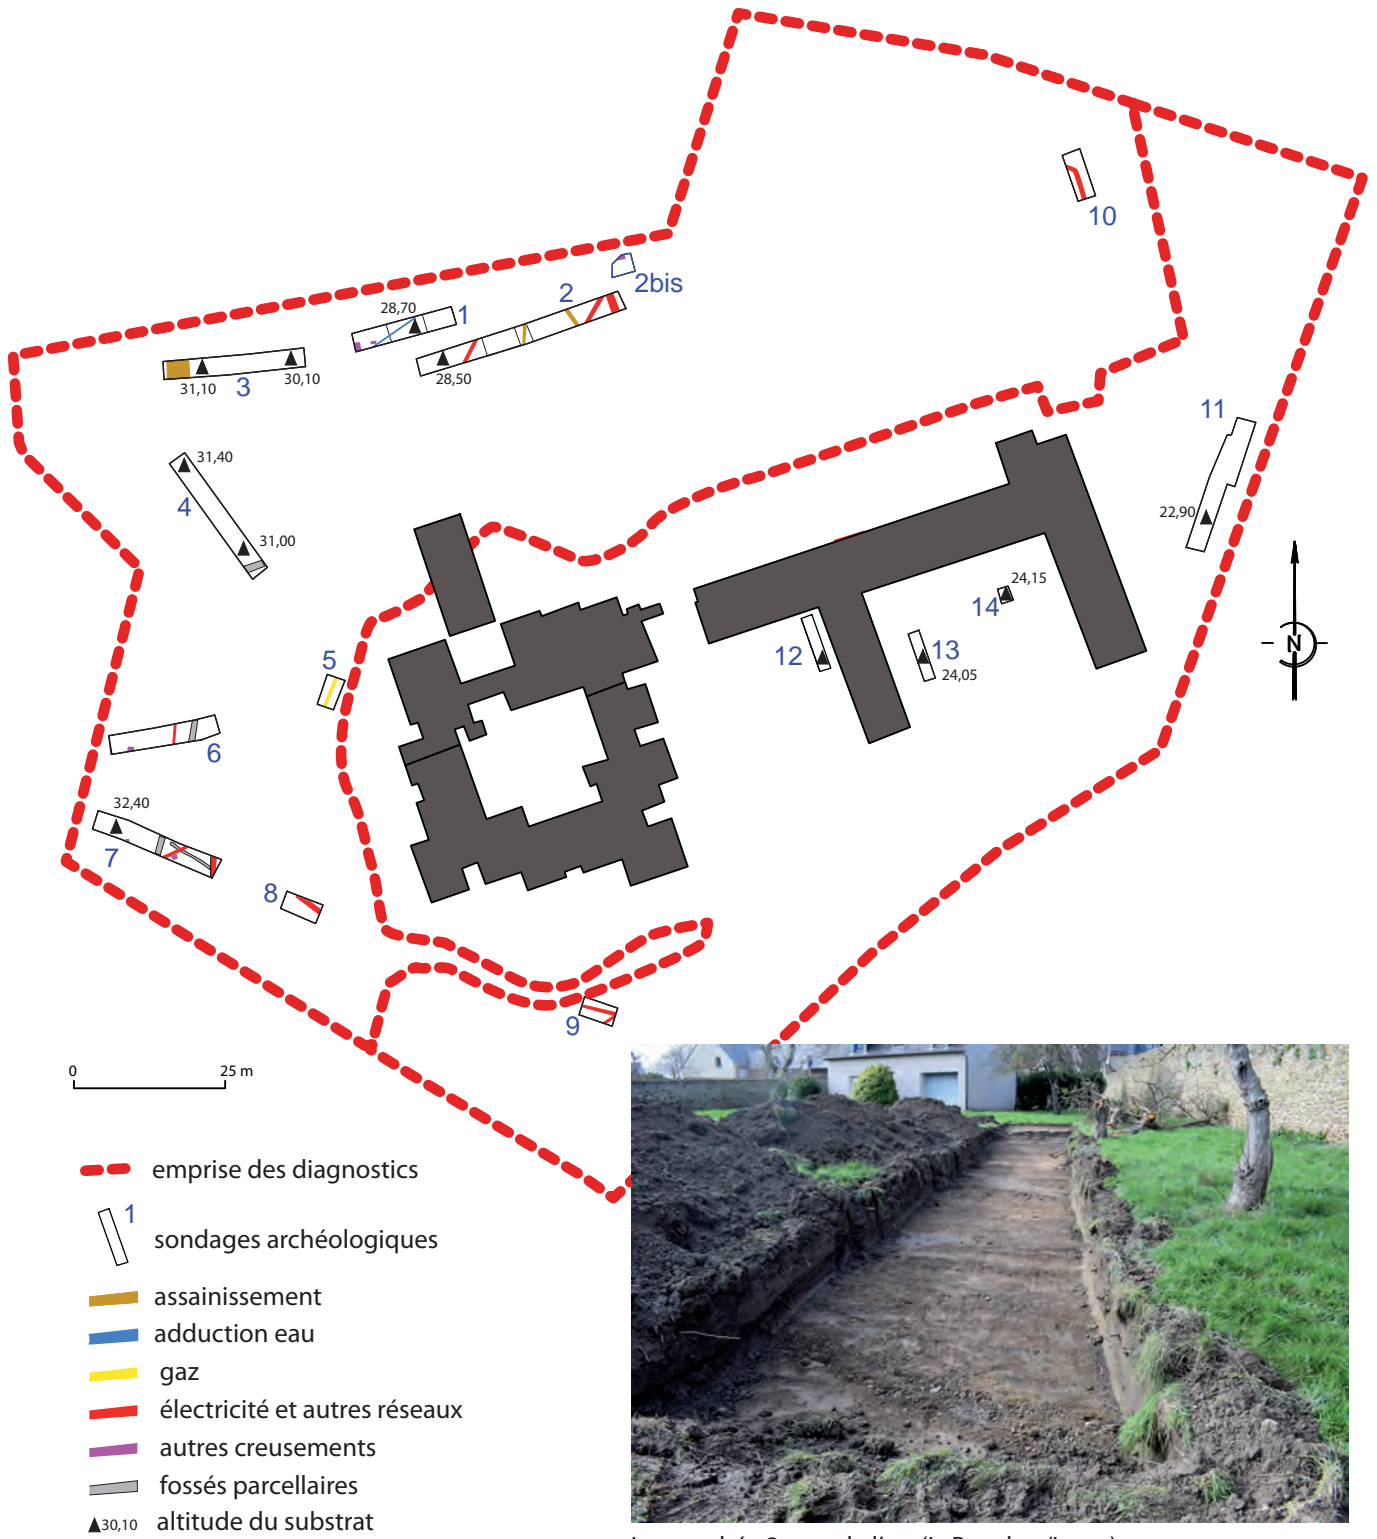 10
2bis
2
28,70
1
28,50
31,10
3
30,10
11
31,40
4
31,00
22,90
N
24,15
14
5
12
13
24,05
6
32,40
7
8
9
0 25 m
emprise des diagnostics
1
sondages archéologiques
assainissement
adduction eau
gaz
électricité et autres réseaux
autres creusements
fossés parcellaires
30,10 altitude du substrat